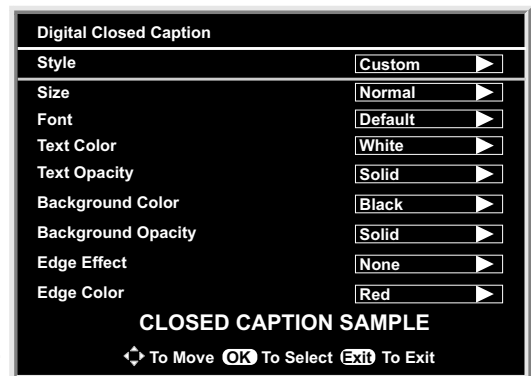 Digital Closed Caption
Style Custom
Size Normal
Font Default
Text Color White
Text Opacity Solid
Background Color Black
Background Opacity Solid
Edge Effect None
Edge Color Red
CLOSED CAPTION SAMPLE
To Move OK To Select Exit To Exit